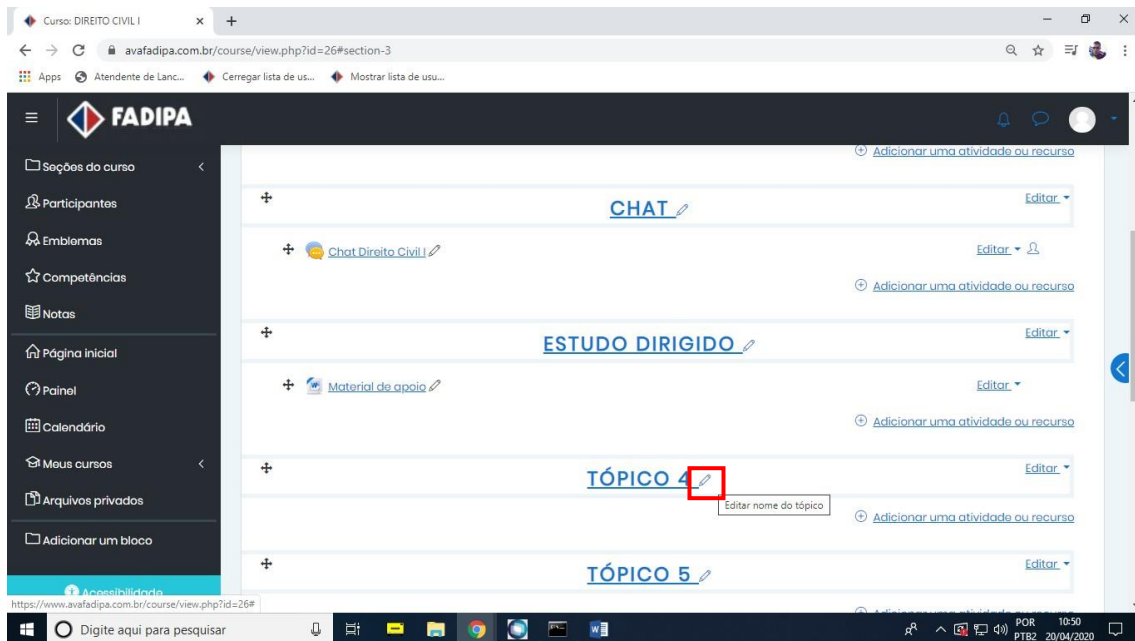 Curso: DIREITO CIVIL I
avafadipa.com.br/course/view.php?id=26#section-3
Apps Atendente de Lanc... Cerregar lista de us... Mostrar lista de usu...
FADIPA
Seções do curso
Participantes
Emblemas
Competências
Notas
Página inicial
Painel
Calendário
Meus cursos
Arquivos privados
Adicionar um bloco
Acessibilidade
Adicionar uma atividade ou recurso
CHAT
Editar
Chat Direito Civil I
Editar
Adicionar uma atividade ou recurso
ESTUDO DIRIGIDO
Editar
Material de apoio
Editar
Adicionar uma atividade ou recurso
TÓPICO 4
Editar
Editar nome do tópico
Adicionar uma atividade ou recurso
TÓPICO 5
Editar
Adicionar uma atividade ou recurso
https://www.avafadipa.com.br/course/view.php?id=26#
Digite aqui para pesquisar
POR 10:50
PTB2 20/04/2020